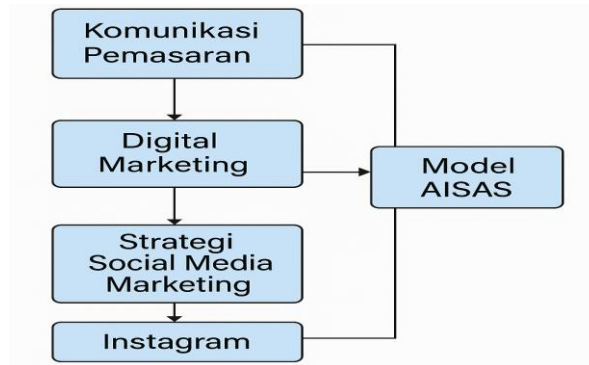 Komunikasi
Pemasaran
Digital
Marketing
Model
AISAS
Strategi
Social Media
Marketing
Instagram